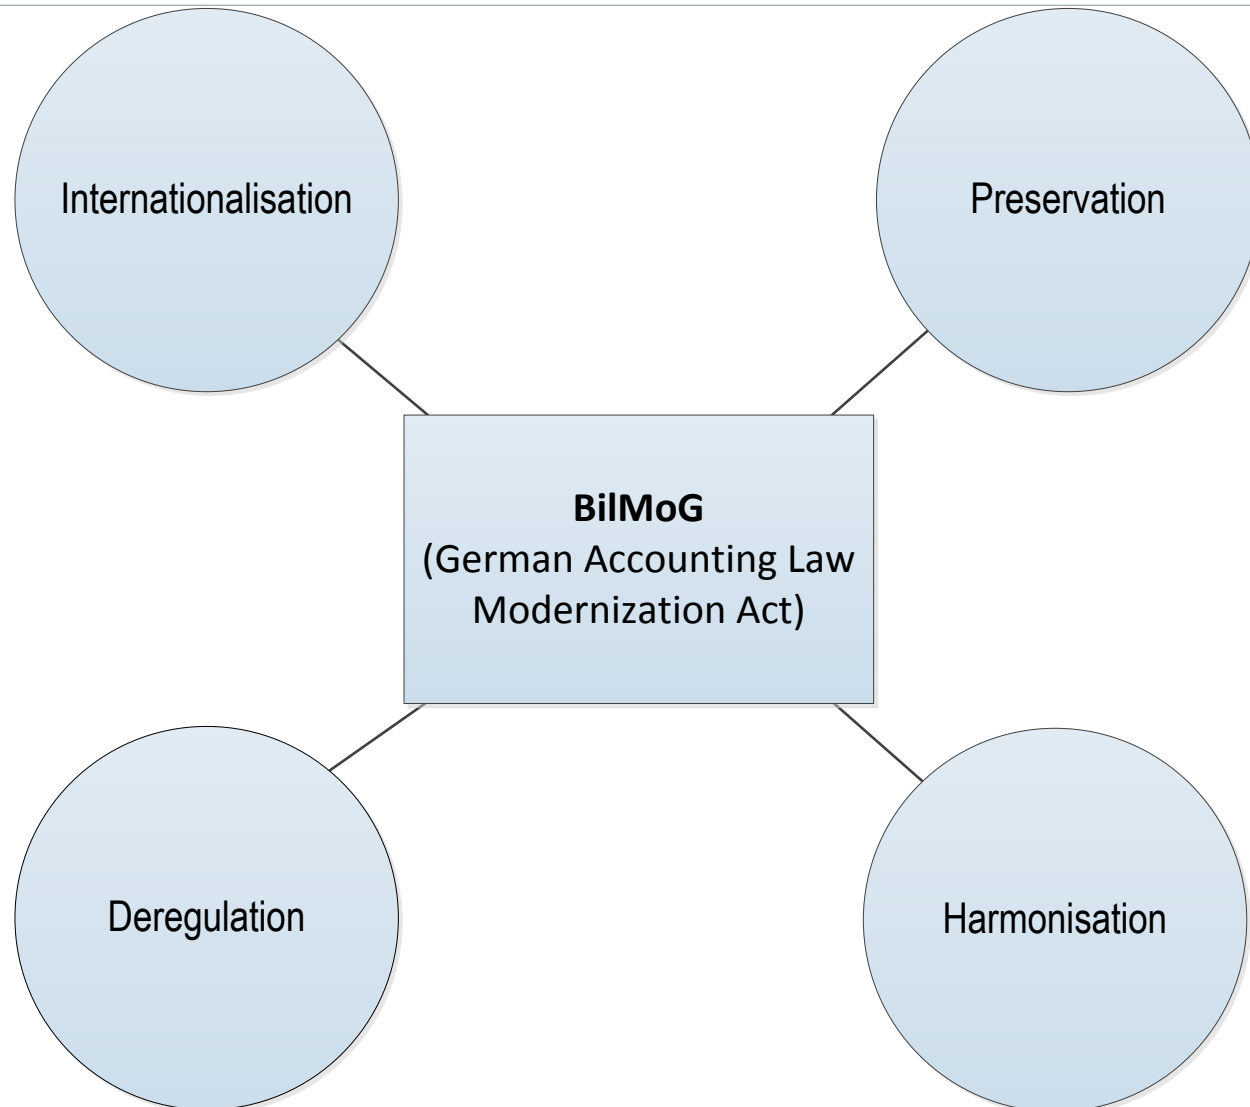 Internationalisation
Preservation
BilMoG
(German Accounting Law
Modernization Act)
Deregulation
Harmonisation